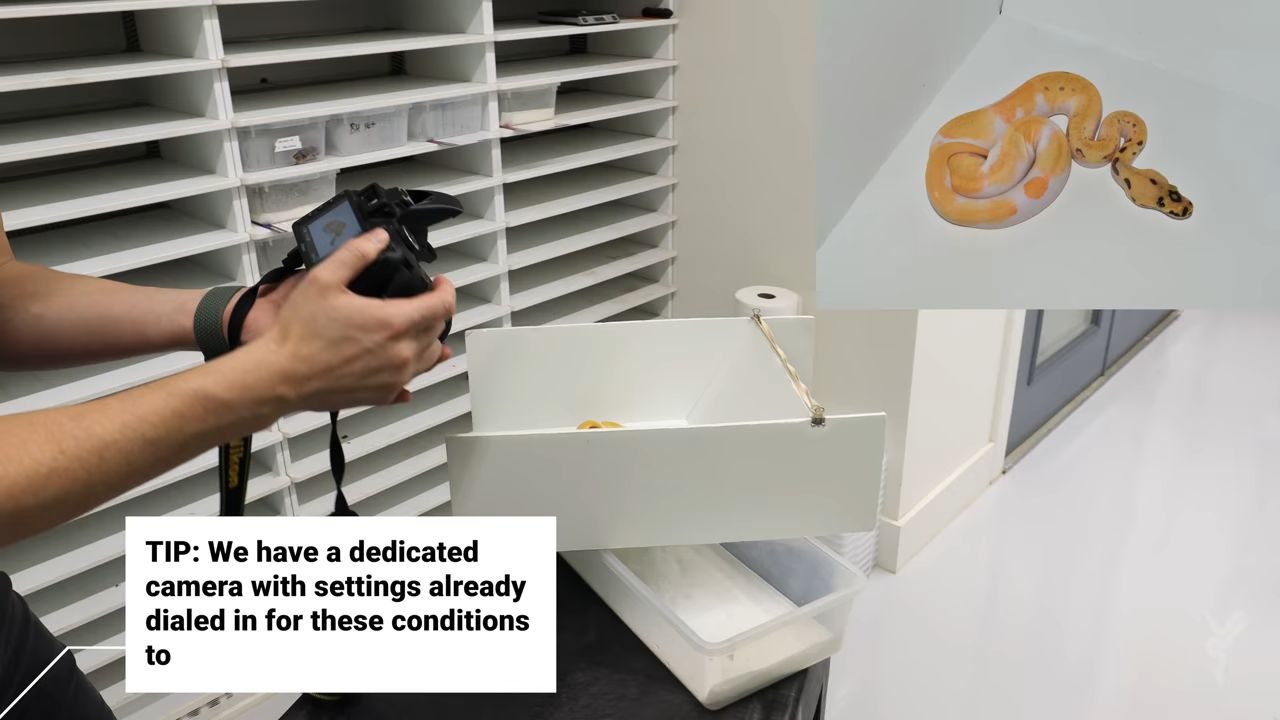 TIP: We have a dedicated
camera with settings already
dialed in for these conditions
to